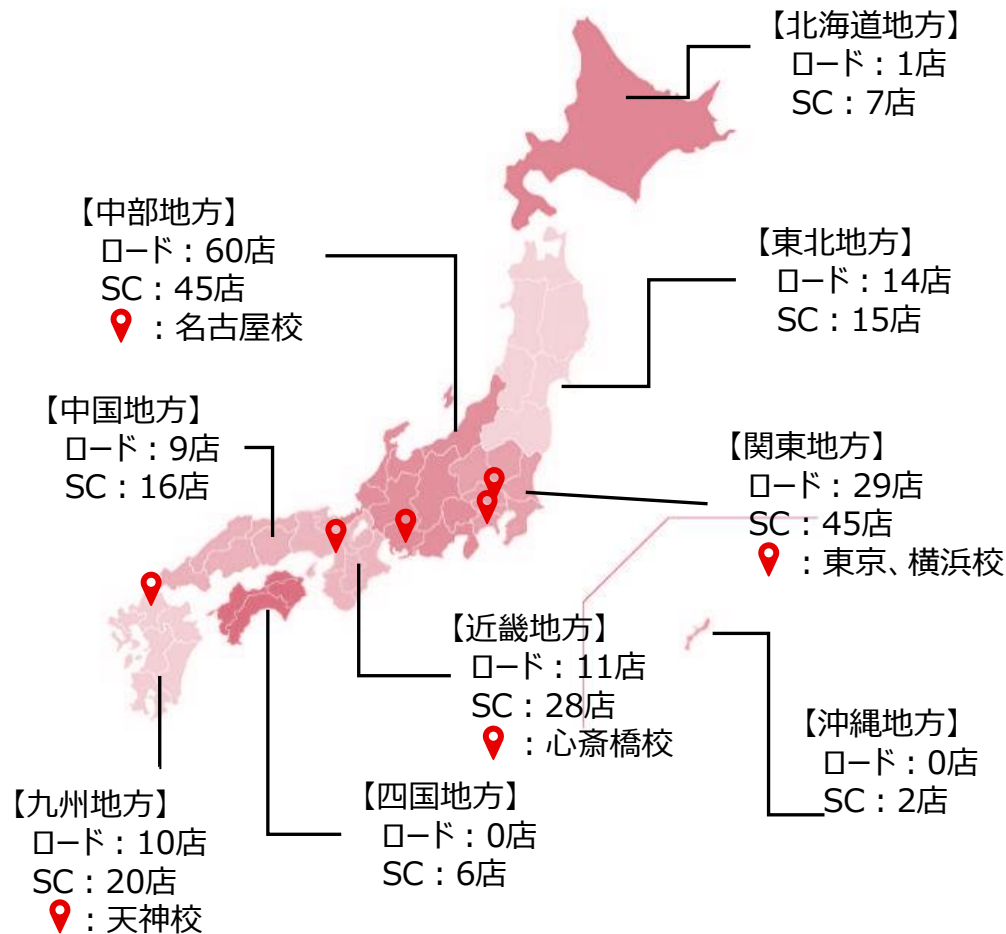 【北海道地方】
ロード：1店
SC：7店
【中部地方】
ロード：60店
SC：45店
：名古屋校
【東北地方】
ロード：14店
SC：15店
【中国地方】
ロード：9店
SC：16店
【関東地方】
ロード：29店
SC：45店
：東京、横浜校
【近畿地方】
ロード：11店
SC：28店
：心斎橋校
【沖縄地方】
ロード：0店
SC：2店
【九州地方】
ロード：10店
SC：20店
：天神校
【四国地方】
ロード：0店
SC：6店